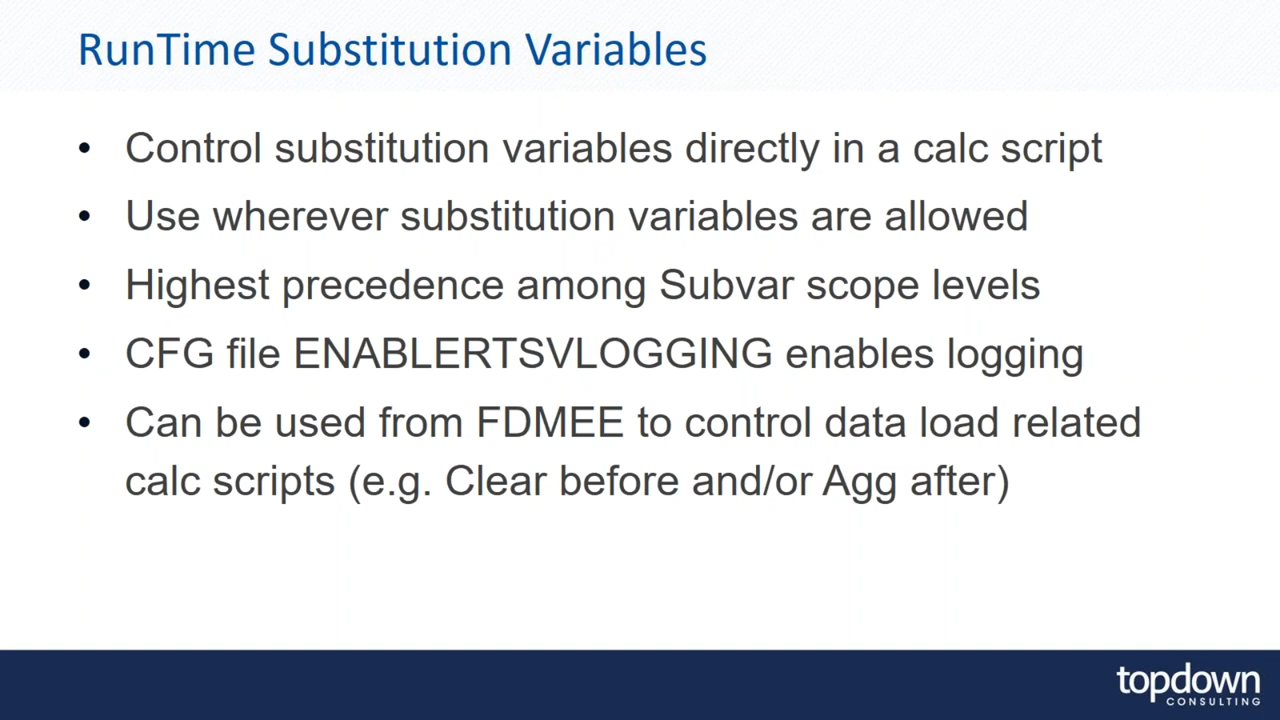 RunTime Substitution Variables
• Control substitution variables directly in a calc script
• Use wherever substitution variables are allowed
• Highest precedence among Subvar scope levels
• CFG file ENABLERTSVLOGGING enables logging
• Can be used from FDMEE to control data load related
calc scripts (e.g. Clear before and/or Agg after)
topdown
CONSULTING